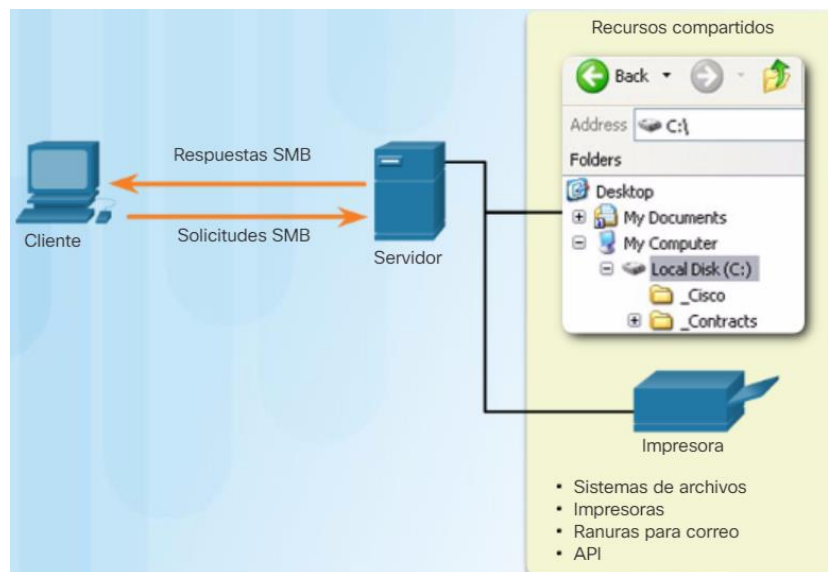 Recursos compartidos
Back
Address C:\
Folders
Desktop
My Documents
My Computer
Local Disk (C:)
_Cisco
_Contracts
Respuestas SMB
Solicitudes SMB
Cliente
Servidor
Impresora
• Sistemas de archivos
• Impresoras
• Ranuras para correo
• API